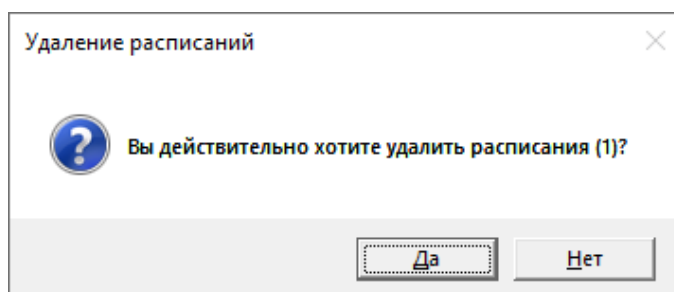 Удаление расписаний
Вы действительно хотите удалить расписания (1)?
Да
Нет